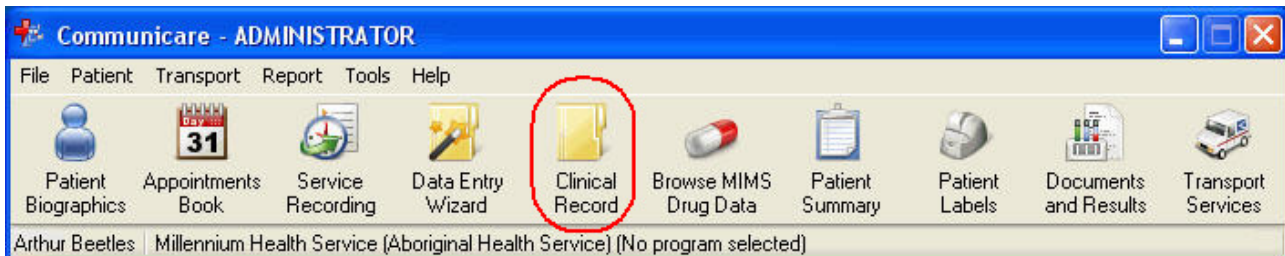 Communicare - ADMINISTRATOR
File Patient Transport Report Tools Help
Day
31
Patient Biographics
Appointments Book
Service Recording
Data Entry Wizard
Clinical Record
Browse MIMS Drug Data
Patient Summary
Patient Labels
Documents and Results
Transport Services
Arthur Beetles Millennium Health Service (Aboriginal Health Service) (No program selected)